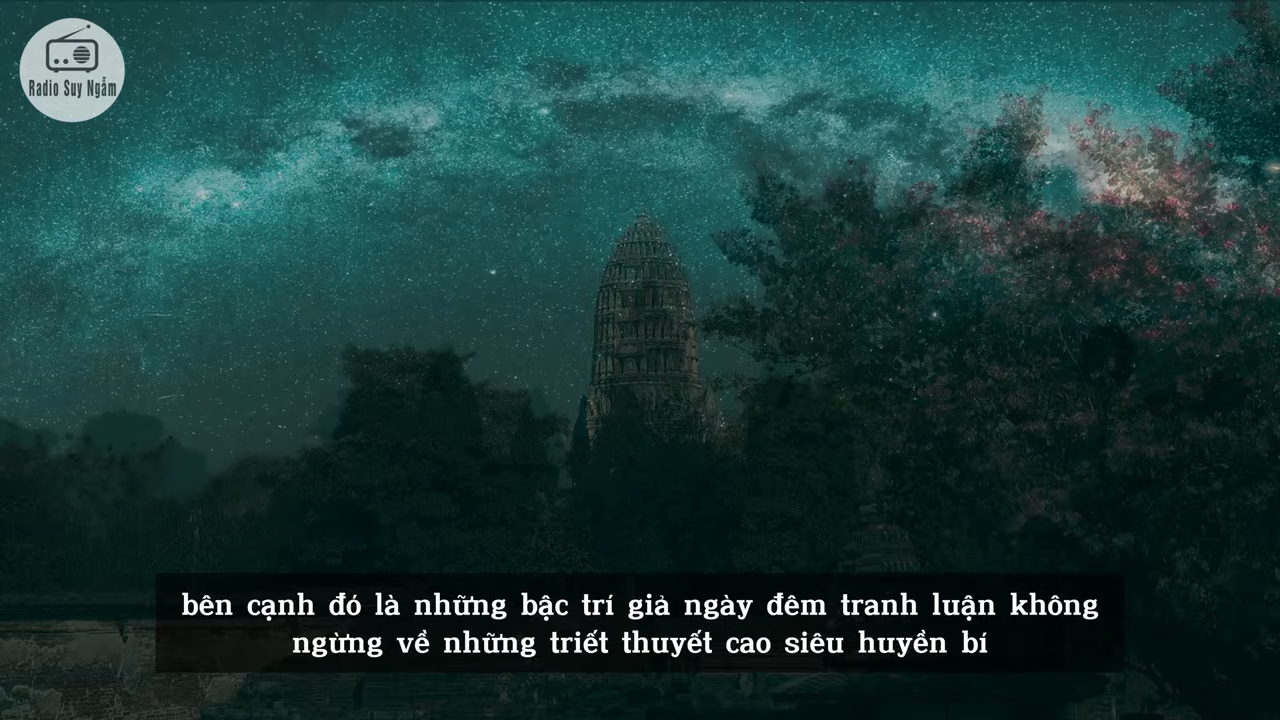 Radio Suy Ngẫm
bên cạnh đó là những bậc trí giả ngày đêm tranh luận không
ngừng về những triết thuyết cao siêu huyền bí